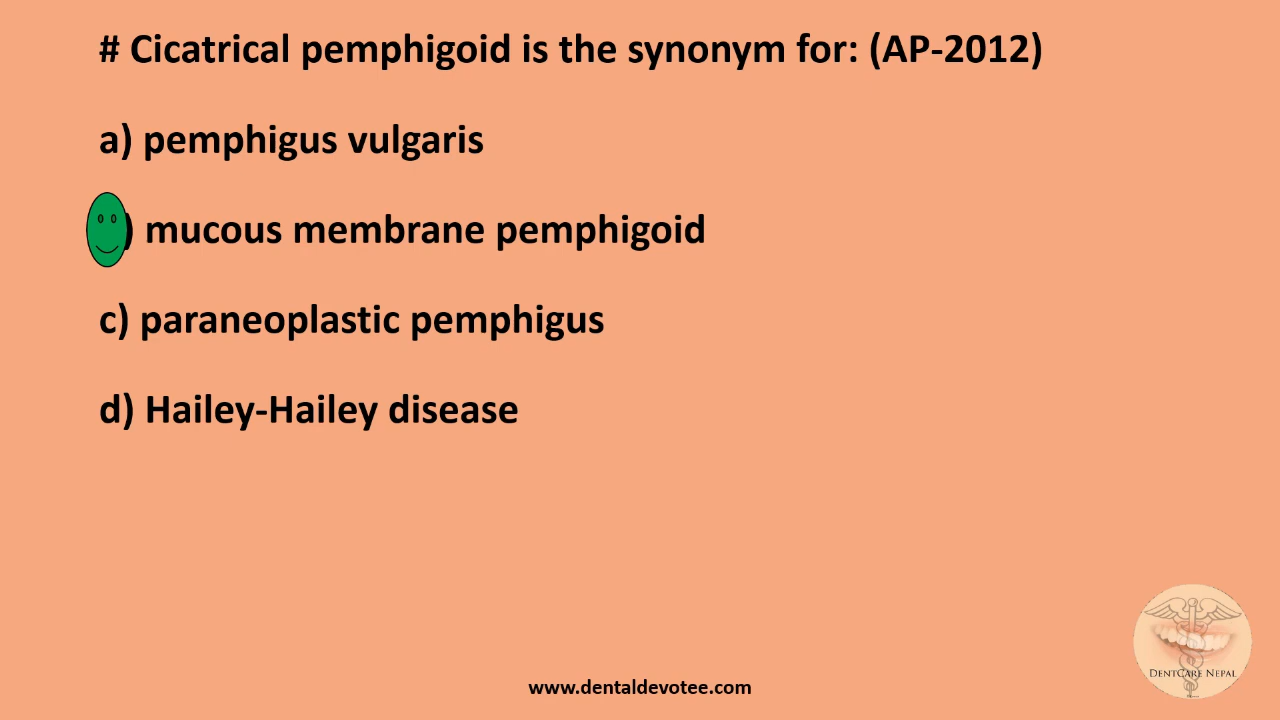 # Cicatrical pemphigoid is the synonym for: (AP-2012)
a) pemphigus vulgaris
) mucous membrane pemphigoid
c) paraneoplastic pemphigus
d) Hailey-Hailey disease
DENTCARE NEPAL
www.dentaldevotee.com